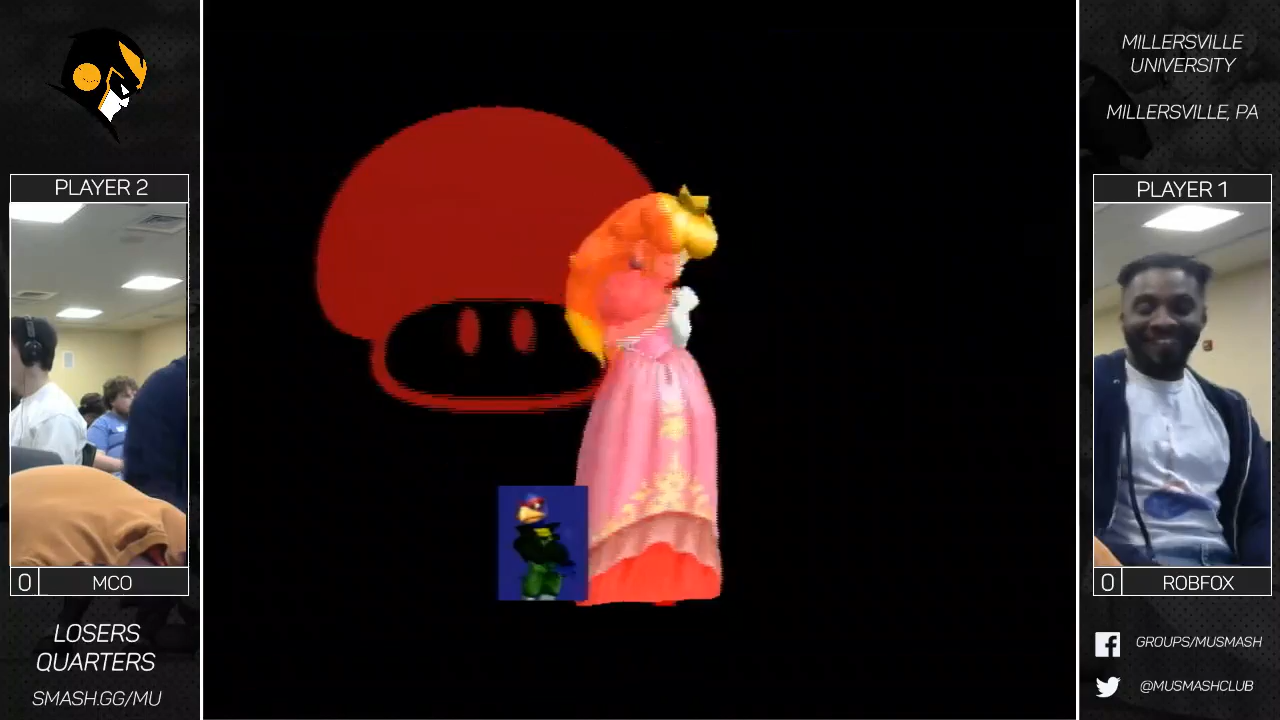 PLAYER 2
0 MCO
LOSERS
QUARTERS
SMASH.GG/MU
MILLERSVILLE
UNIVERSITY
MILLERSVILLE, PA
PLAYER 1
0 ROBFOX
GROUPS/MUSMASH
@MUSMASHCLUB